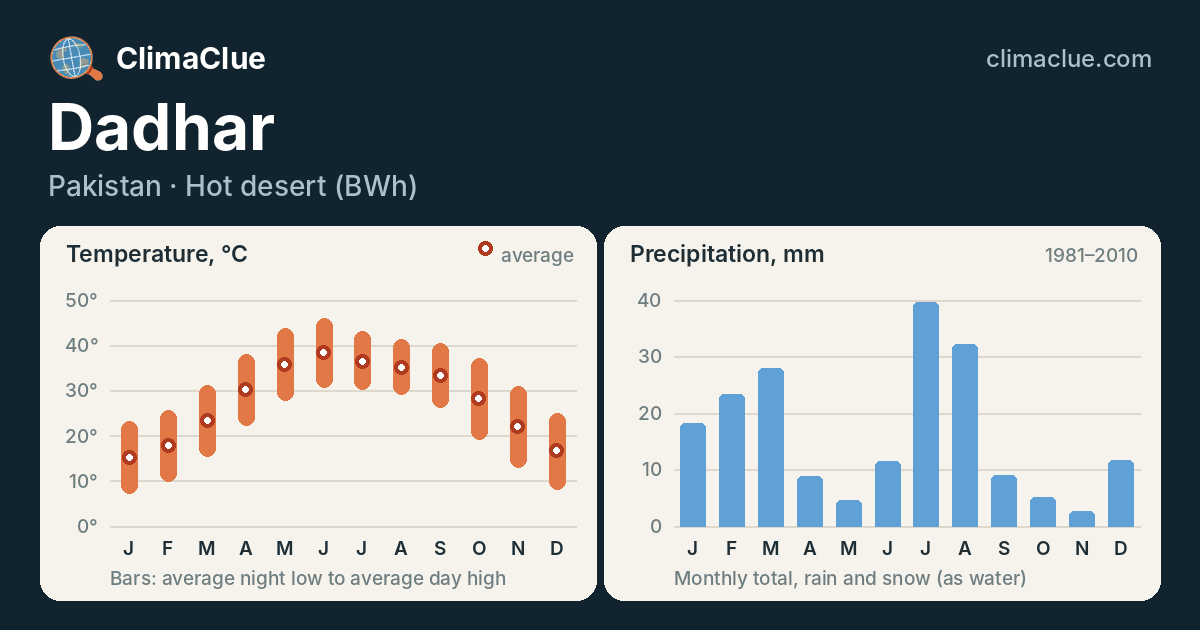 ClimaClue
climaclue.com
Dadhar
Pakistan · Hot desert (BWh)
Temperature, °C
average
50°
40°
30°
20°
10°
0°
J F M A M J J A S O N D
Bars: average night low to average day high
Precipitation, mm
1981–2010
40
30
20
10
0
J F M A M J J A S O N D
Monthly total, rain and snow (as water)